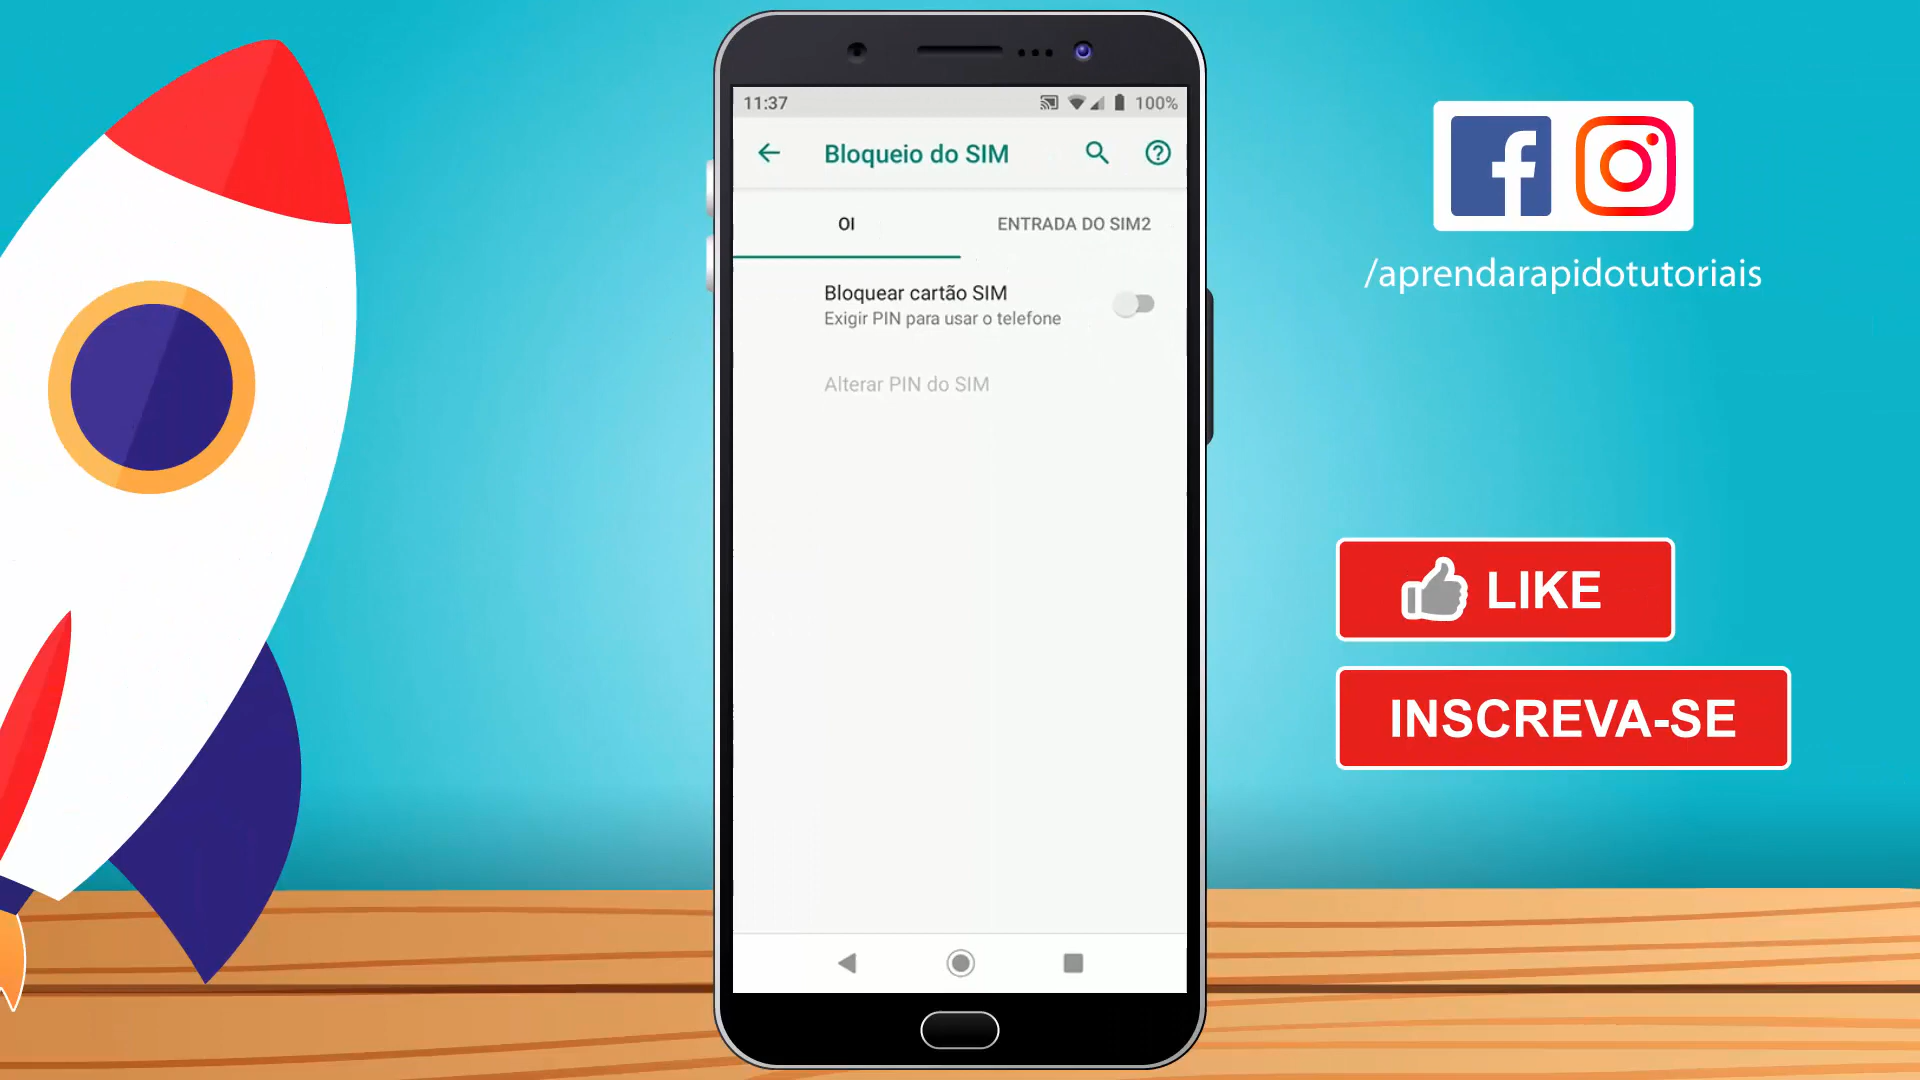 11:37
100%
Bloqueio do SIM
OI
ENTRADA DO SIM2
Bloquear cartão SIM
Exigir PIN para usar o telefone
Alterar PIN do SIM
/aprendarapidotutoriais
LIKE
INSCREVA-SE